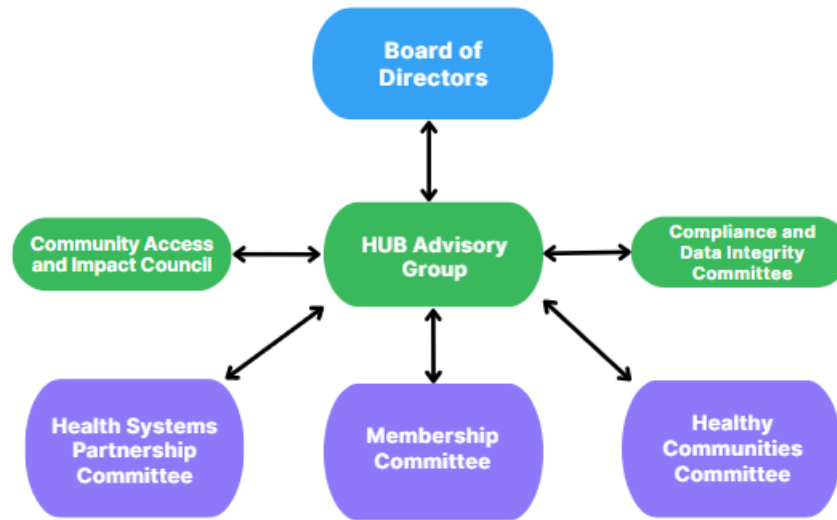 Board of
Directors
Community Access
and Impact Council
HUB Advisory
Group
Compliance and
Data Integrity
Committee
Health Systems
Partnership
Committee
Membership
Committee
Healthy
Communities
Committee